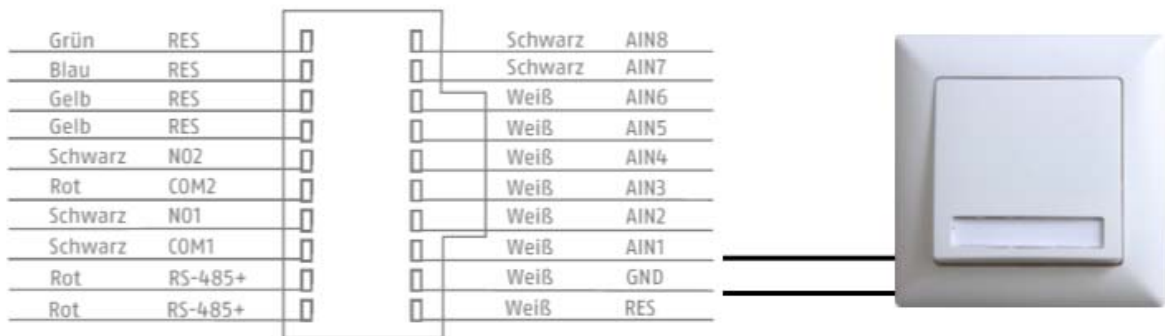 Grün RES Schwarz AIN8
Blau RES Schwarz AIN7
Gelb RES Weiß AIN6
Gelb RES Weiß AIN5
Schwarz NO2 Weiß AIN4
Rot COM2 Weiß AIN3
Schwarz NO1 Weiß AIN2
Schwarz COM1 Weiß AIN1
Rot RS-485+ Weiß GND
Rot RS-485+ Weiß RES